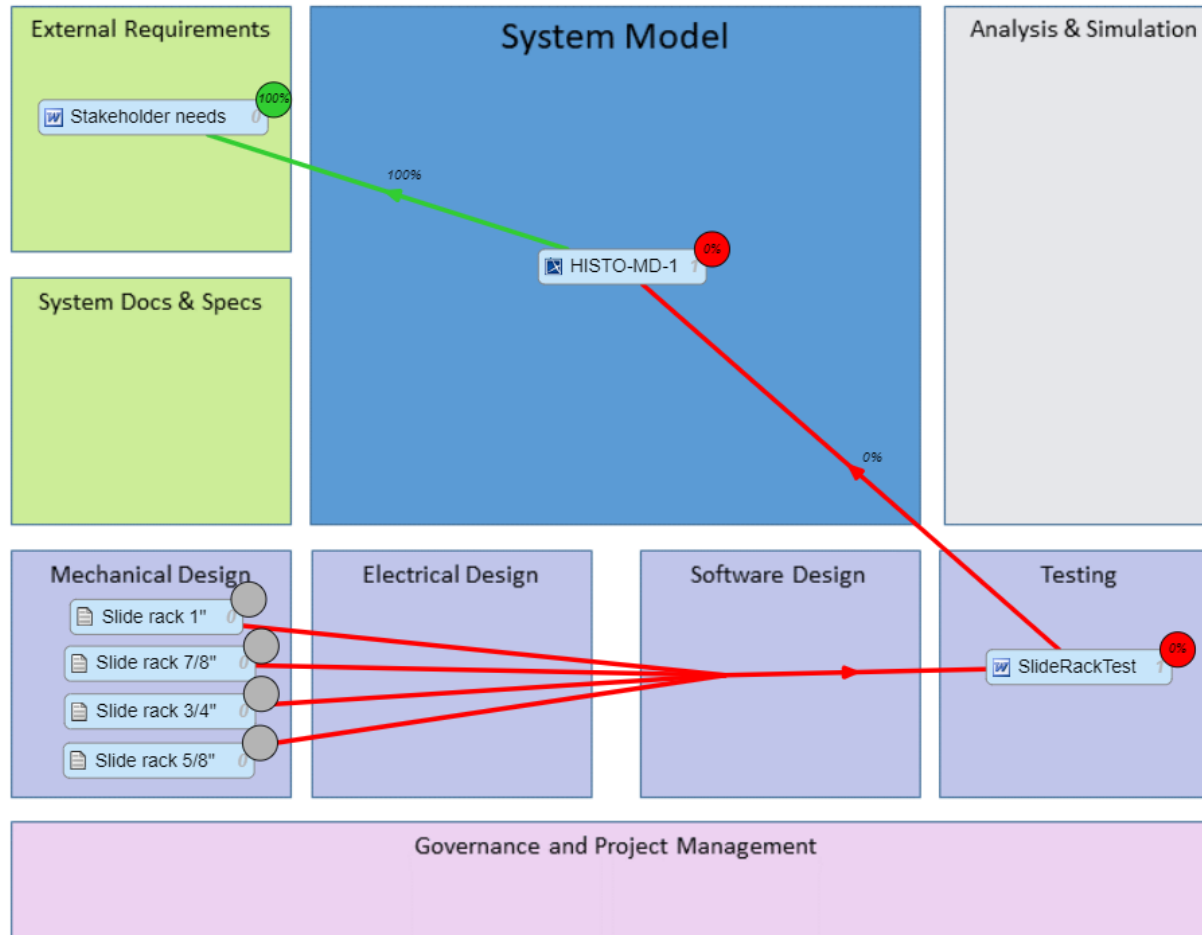 External Requirements
System Model
Analysis & Simulation
Stakeholder needs 0
100%
100%
HISTO-MD-1 1
0%
System Docs & Specs
0%
Mechanical Design
Electrical Design
Software Design
Testing
Slide rack 1" 0
Slide rack 7/8" 0
Slide rack 3/4" 0
Slide rack 5/8" 0
SlideRackTest 1
0%
Governance and Project Management